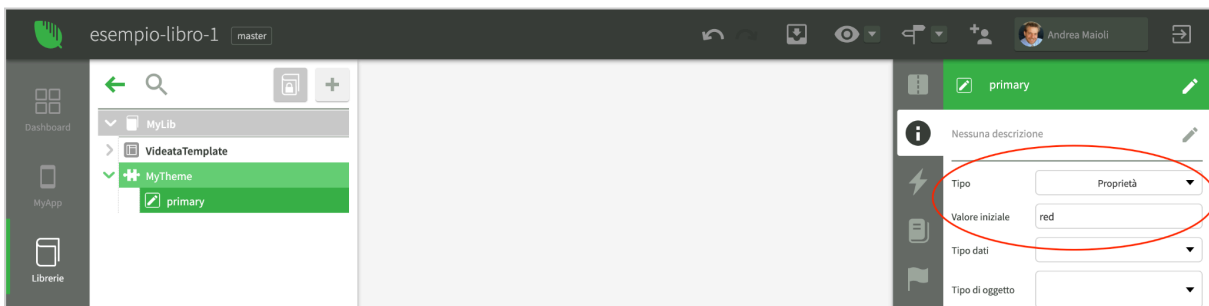 esempio-libro-1 master
Andrea Maioli
Dashboard
MyApp
Librerie
MyLib
VideataTemplate
MyTheme
primary
primary
Nessuna descrizione
Tipo Proprietà
Valore iniziale red
Tipo dati
Tipo di oggetto